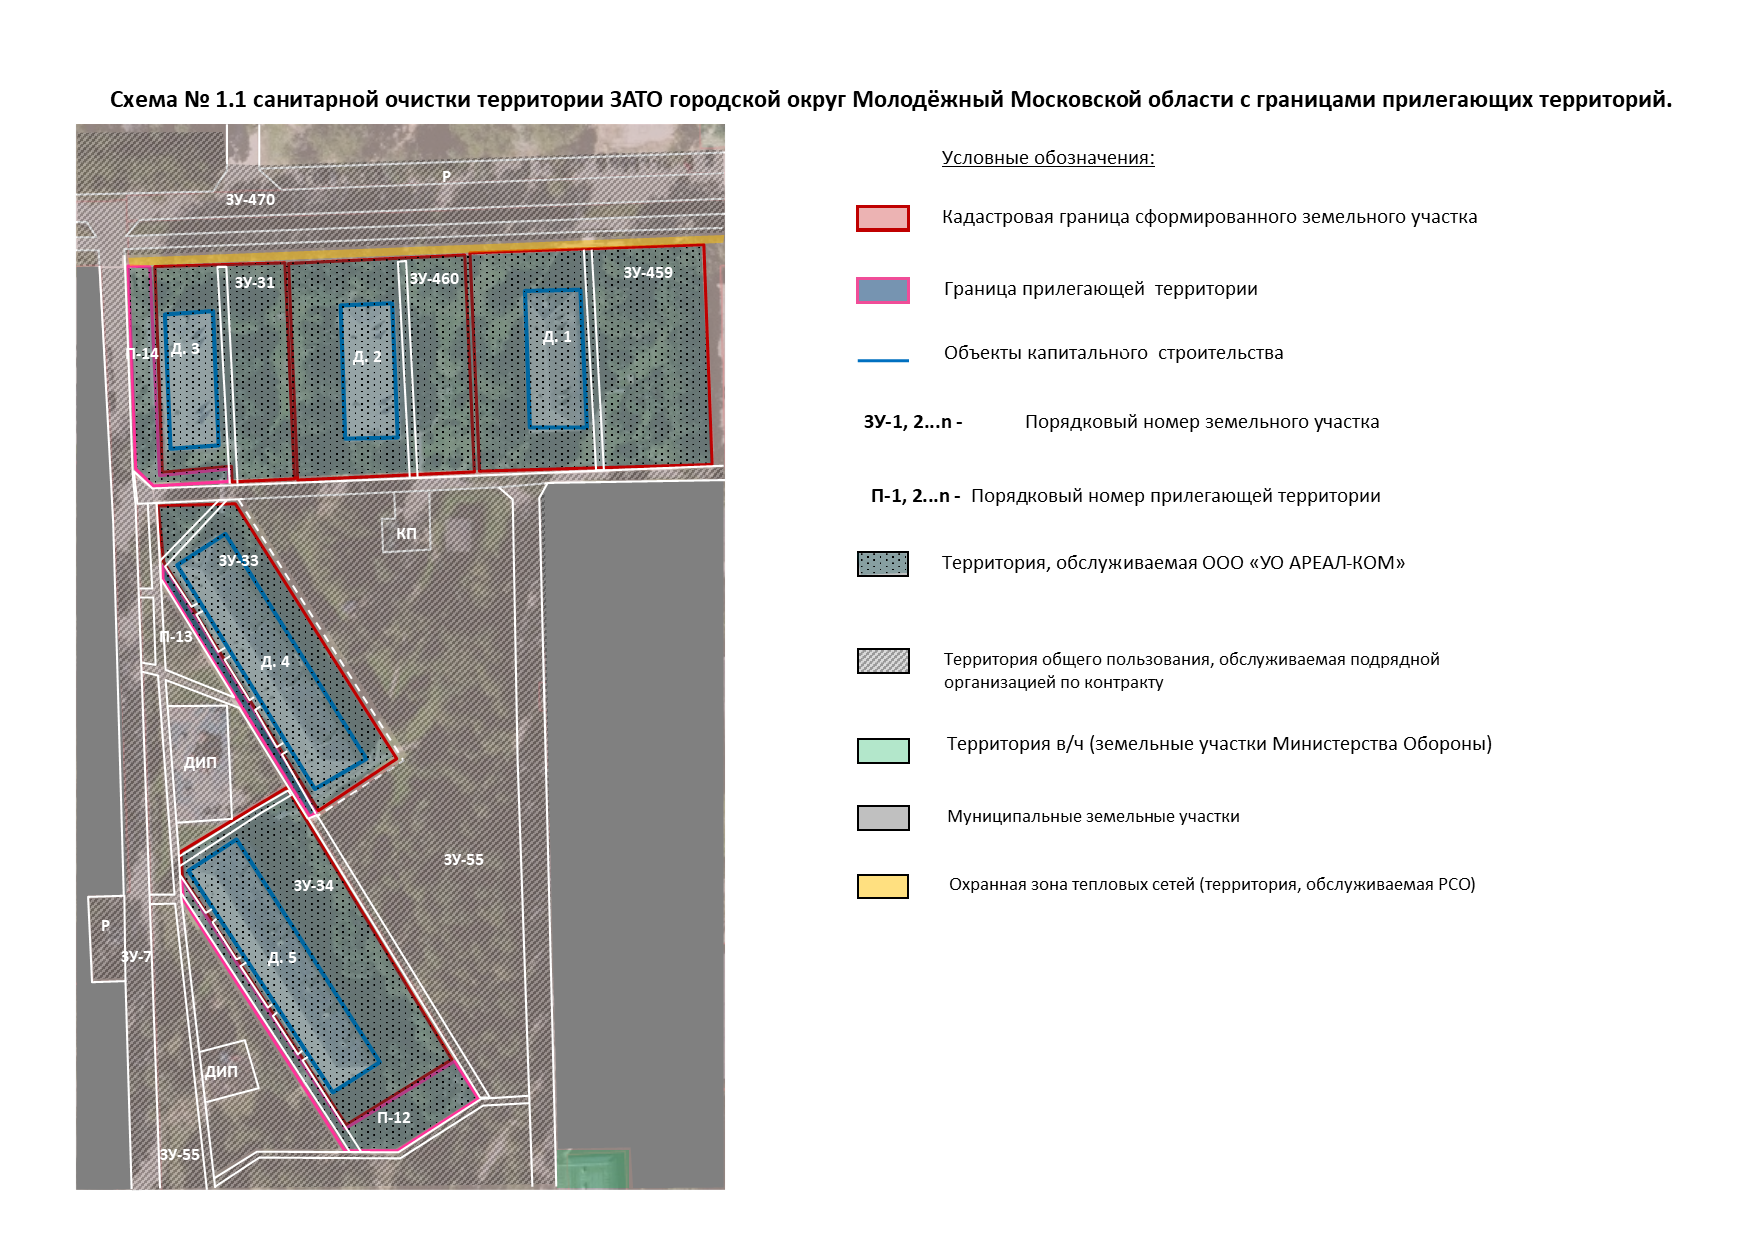 Схема № 1.1 санитарной очистки территории ЗАТО городской округ Молодёжный Московской области с границами прилегающих территорий.
Р
ЗУ-470
ЗУ-31
ЗУ-460
ЗУ-459
П-14
Д. 3
Д. 2
Д. 1
КП
ЗУ-33
П-13
Д. 4
ДИП
ЗУ-55
ЗУ-34
Р
ЗУ-7
Д. 5
ДИП
П-12
ЗУ-55
Условные обозначения:
Кадастровая граница сформированного земельного участка
Граница прилегающей территории
Объекты капитального строительства
ЗУ-1, 2...n - Порядковый номер земельного участка
П-1, 2...n - Порядковый номер прилегающей территории
Территория, обслуживаемая ООО «УО АРЕАЛ-КОМ»
Территория общего пользования, обслуживаемая подрядной
организацией по контракту
Территория в/ч (земельные участки Министерства Обороны)
Муниципальные земельные участки
Охранная зона тепловых сетей (территория, обслуживаемая РСО)